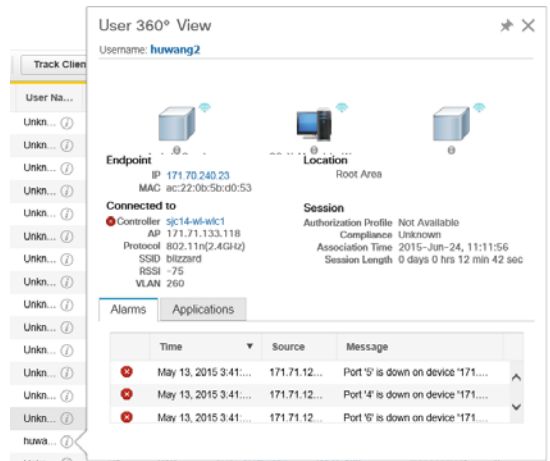 User 360° View
Username: huwang2
Track Clien
User Na...
Unkn...
Unkn...
Unkn...
Unkn...
Unkn...
Unkn...
Unkn...
Unkn...
Unkn...
Unkn...
Unkn...
Unkn...
Unkn...
Unkn...
huwa...
Endpoint
IP 171.70.240.23
MAC ac:22:0b:5b:d0:53
Location
Root Area
Connected to
Controller sjc14-wl-wlc1
AP 171.71.133.118
Protocol 802.11n(2.4GHz)
SSID blizzard
RSSI -75
VLAN 260
Session
Authorization Profile Not Available
Compliance Unknown
Association Time 2015-Jun-24, 11:11:56
Session Length 0 days 0 hrs 12 min 42 sec
Alarms Applications
Time Source Message
May 13, 2015 3:41:... 171.71.12... Port '5' is down on device '171....
May 13, 2015 3:41:... 171.71.12... Port '4' is down on device '171....
May 13, 2015 3:41:... 171.71.12... Port '6' is down on device '171....